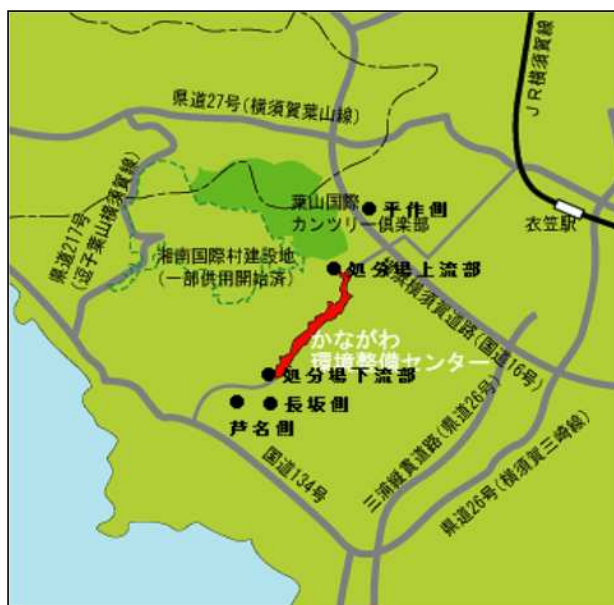 県道27号(横須賀葉山線)
JR横須賀線
葉山国際
カンツリー倶楽部
平作側
衣笠駅
県道217号
(逗子葉山横須賀線)
湘南国際村建設地
(一部供用開始済)
処分場上流部
横須賀道路(国道16号)
かながわ
環境整備センター
処分場下流部
長坂側
芦名側
国道134号
三浦縦貫道路(県道26号)
県道26号(横須賀三崎線)